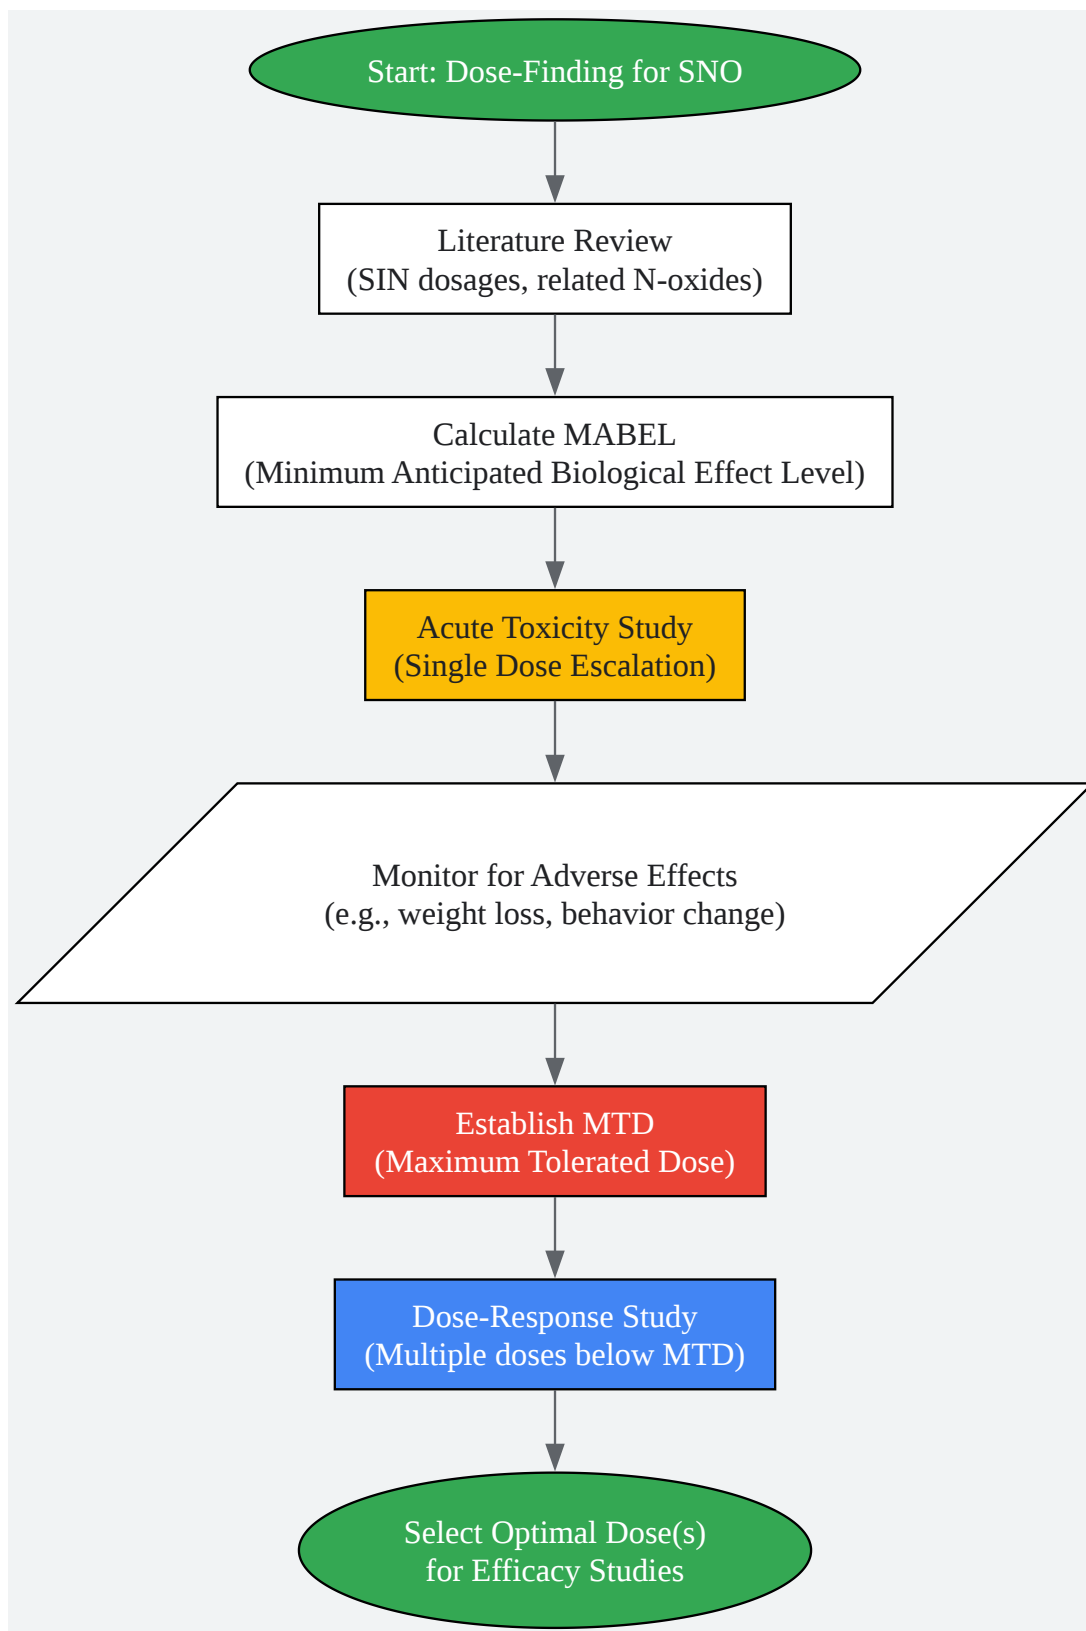 Start: Dose-Finding for SNO
Literature Review
(SIN dosages, related N-oxides)
Calculate MABEL
(Minimum Anticipated Biological Effect Level)
Acute Toxicity Study
(Single Dose Escalation)
Monitor for Adverse Effects
(e.g., weight loss, behavior change)
Establish MTD
(Maximum Tolerated Dose)
Dose-Response Study
(Multiple doses below MTD)
Select Optimal Dose(s)
for Efficacy Studies